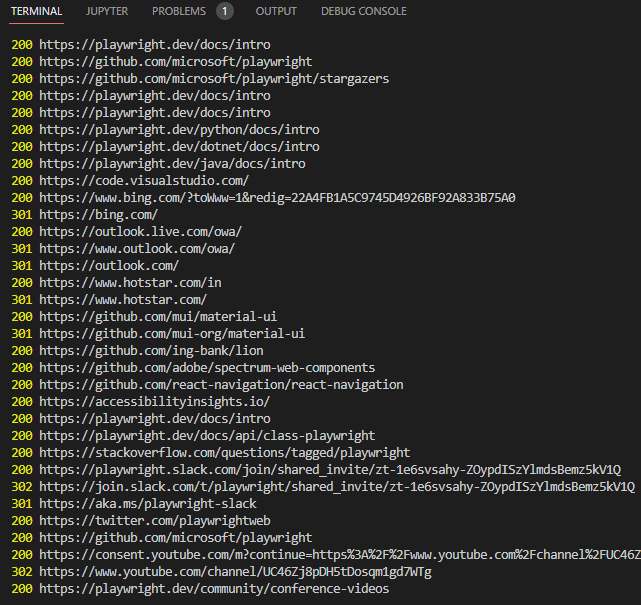 TERMINAL JUPYTER PROBLEMS 1 OUTPUT DEBUG CONSOLE
200 https://playwright.dev/docs/intro
200 https://github.com/microsoft/playwright
200 https://github.com/microsoft/playwright/stargazers
200 https://playwright.dev/docs/intro
200 https://playwright.dev/docs/intro
200 https://playwright.dev/python/docs/intro
200 https://playwright.dev/dotnet/docs/intro
200 https://playwright.dev/java/docs/intro
200 https://code.visualstudio.com/
200 https://www.bing.com/?toWww=1&redig=22A4FB1A5C9745D4926BF92A833B75A0
301 https://bing.com/
200 https://outlook.live.com/owa/
301 https://www.outlook.com/owa/
301 https://outlook.com/
200 https://www.hotstar.com/in
301 https://www.hotstar.com/
200 https://github.com/mui/material-ui
301 https://github.com/mui-org/material-ui
200 https://github.com/ing-bank/lion
200 https://github.com/adobe/spectrum-web-components
200 https://github.com/react-navigation/react-navigation
200 https://accessibilityinsights.io/
200 https://playwright.dev/docs/intro
200 https://playwright.dev/docs/api/class-playwright
200 https://stackoverflow.com/questions/tagged/playwright
200 https://playwright.slack.com/join/shared_invite/zt-1e6svsahy-ZOypdISzYlmdsBemz5kV1Q
302 https://join.slack.com/t/playwright/shared_invite/zt-1e6svsahy-ZOypdISzYlmdsBemz5kV1Q
301 https://aka.ms/playwright-slack
200 https://twitter.com/playwrightweb
200 https://github.com/microsoft/playwright
200 https://consent.youtube.com/m?continue=https%3A%2F%2Fwww.youtube.com%2Fchannel%2FUC46Z
302 https://www.youtube.com/channel/UC46Zj8pDH5tDosqm1gd7WTg
200 https://playwright.dev/community/conference-videos